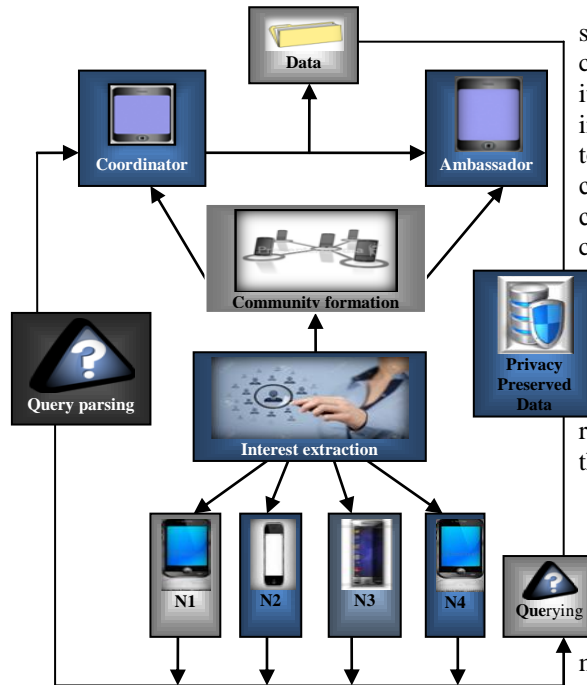 Data
Coordinator
Ambassador
Community formation
Query parsing
Privacy
Preserved
Data
Interest extraction
N1
N2
N3
N4
Querying